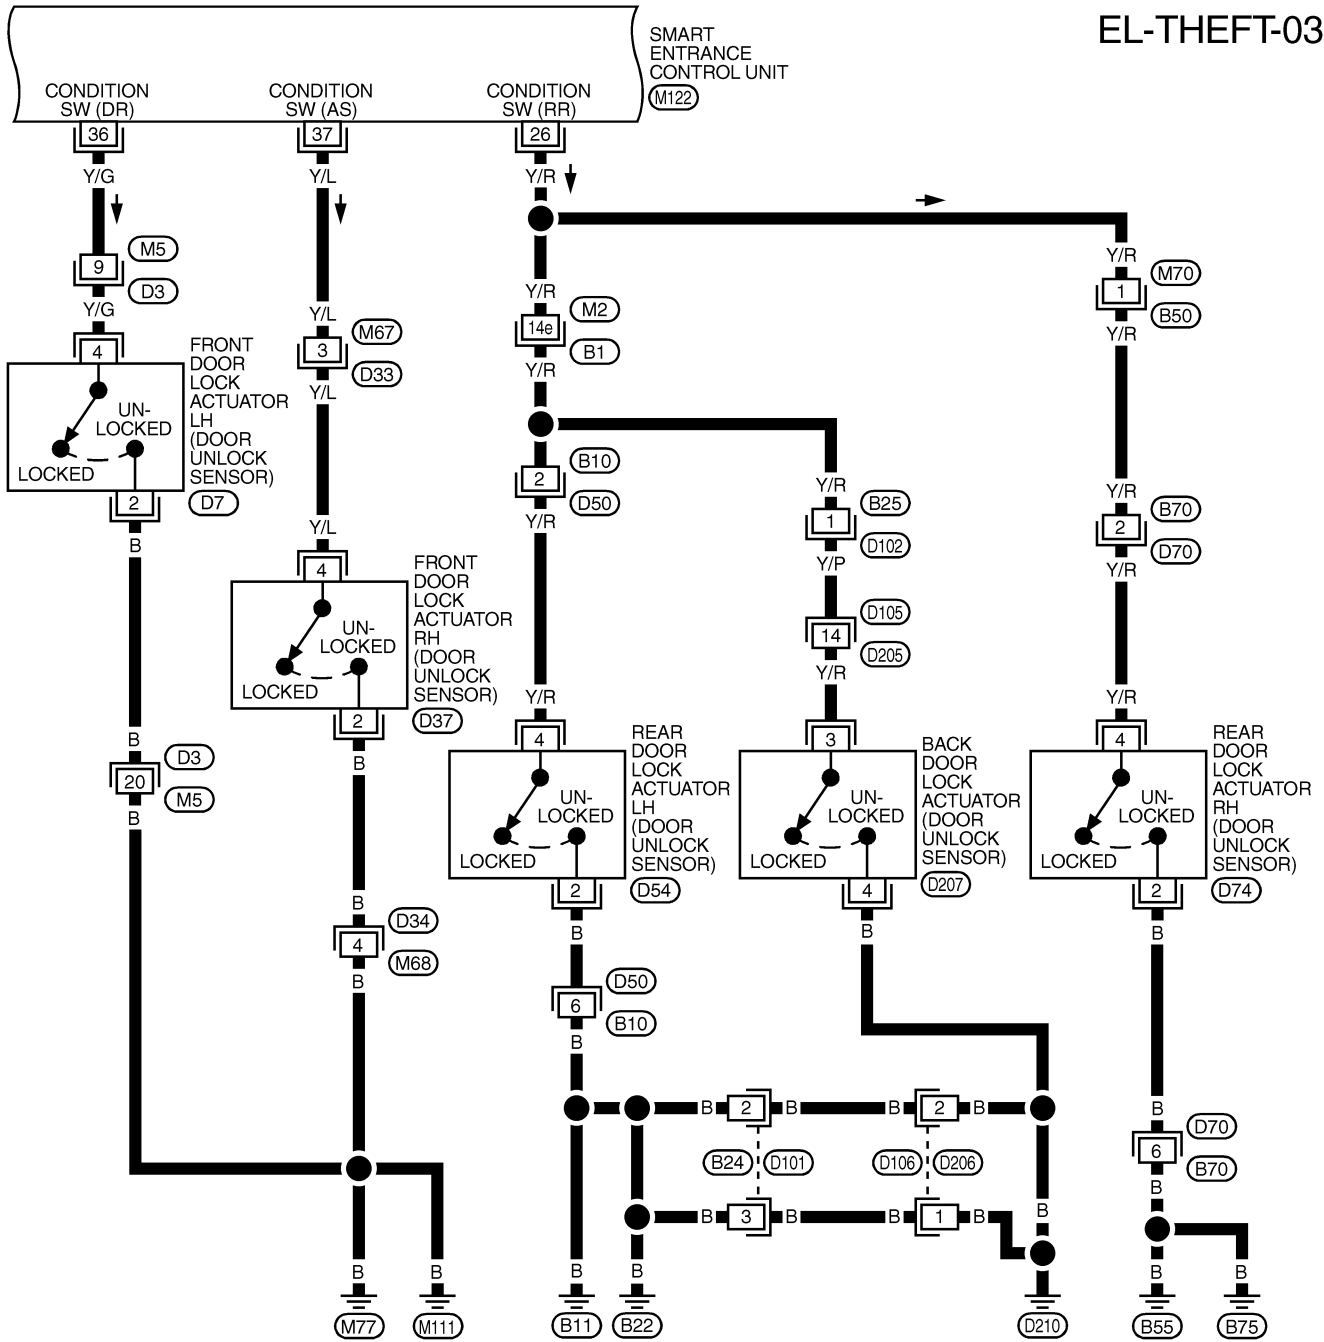 EL-THEFT-03
SMART
ENTRANCE
CONTROL UNIT
M122
CONDITION
SW (DR)
CONDITION
SW (AS)
CONDITION
SW (RR)
36
37
26
Y/G
Y/L
Y/R
9
M5
D3
Y/G
4
FRONT
DOOR
LOCK
ACTUATOR
LH
(DOOR
UNLOCK
SENSOR)
UN-
LOCKED
LOCKED
2
D7
B
B
20
D3
M5
B
Y/L
3
M67
D33
Y/L
Y/L
4
FRONT
DOOR
LOCK
ACTUATOR
RH
(DOOR
UNLOCK
SENSOR)
UN-
LOCKED
LOCKED
2
D37
B
B
4
D34
M68
B
B
B
M77
M111
Y/R
14e
M2
B1
Y/R
2
B10
D50
Y/R
Y/R
4
REAR
DOOR
LOCK
ACTUATOR
LH
(DOOR
UNLOCK
SENSOR)
UN-
LOCKED
LOCKED
2
D54
B
6
D50
B10
B
Y/R
1
B25
D102
Y/P
14
D105
D205
Y/R
3
BACK
DOOR
LOCK
ACTUATOR
(DOOR
UNLOCK
SENSOR)
UN-
LOCKED
LOCKED
4
D207
B
Y/R
1
M70
B50
Y/R
Y/R
2
B70
D70
Y/R
Y/R
4
REAR
DOOR
LOCK
ACTUATOR
RH
(DOOR
UNLOCK
SENSOR)
UN-
LOCKED
LOCKED
2
D74
B
B
6
D70
B70
B
B 2 B B 2 B
B24 D101 D106 D206
B 3 B B 1 B
B
B
B
B
B
B
B11
B22
D210
B55
B75